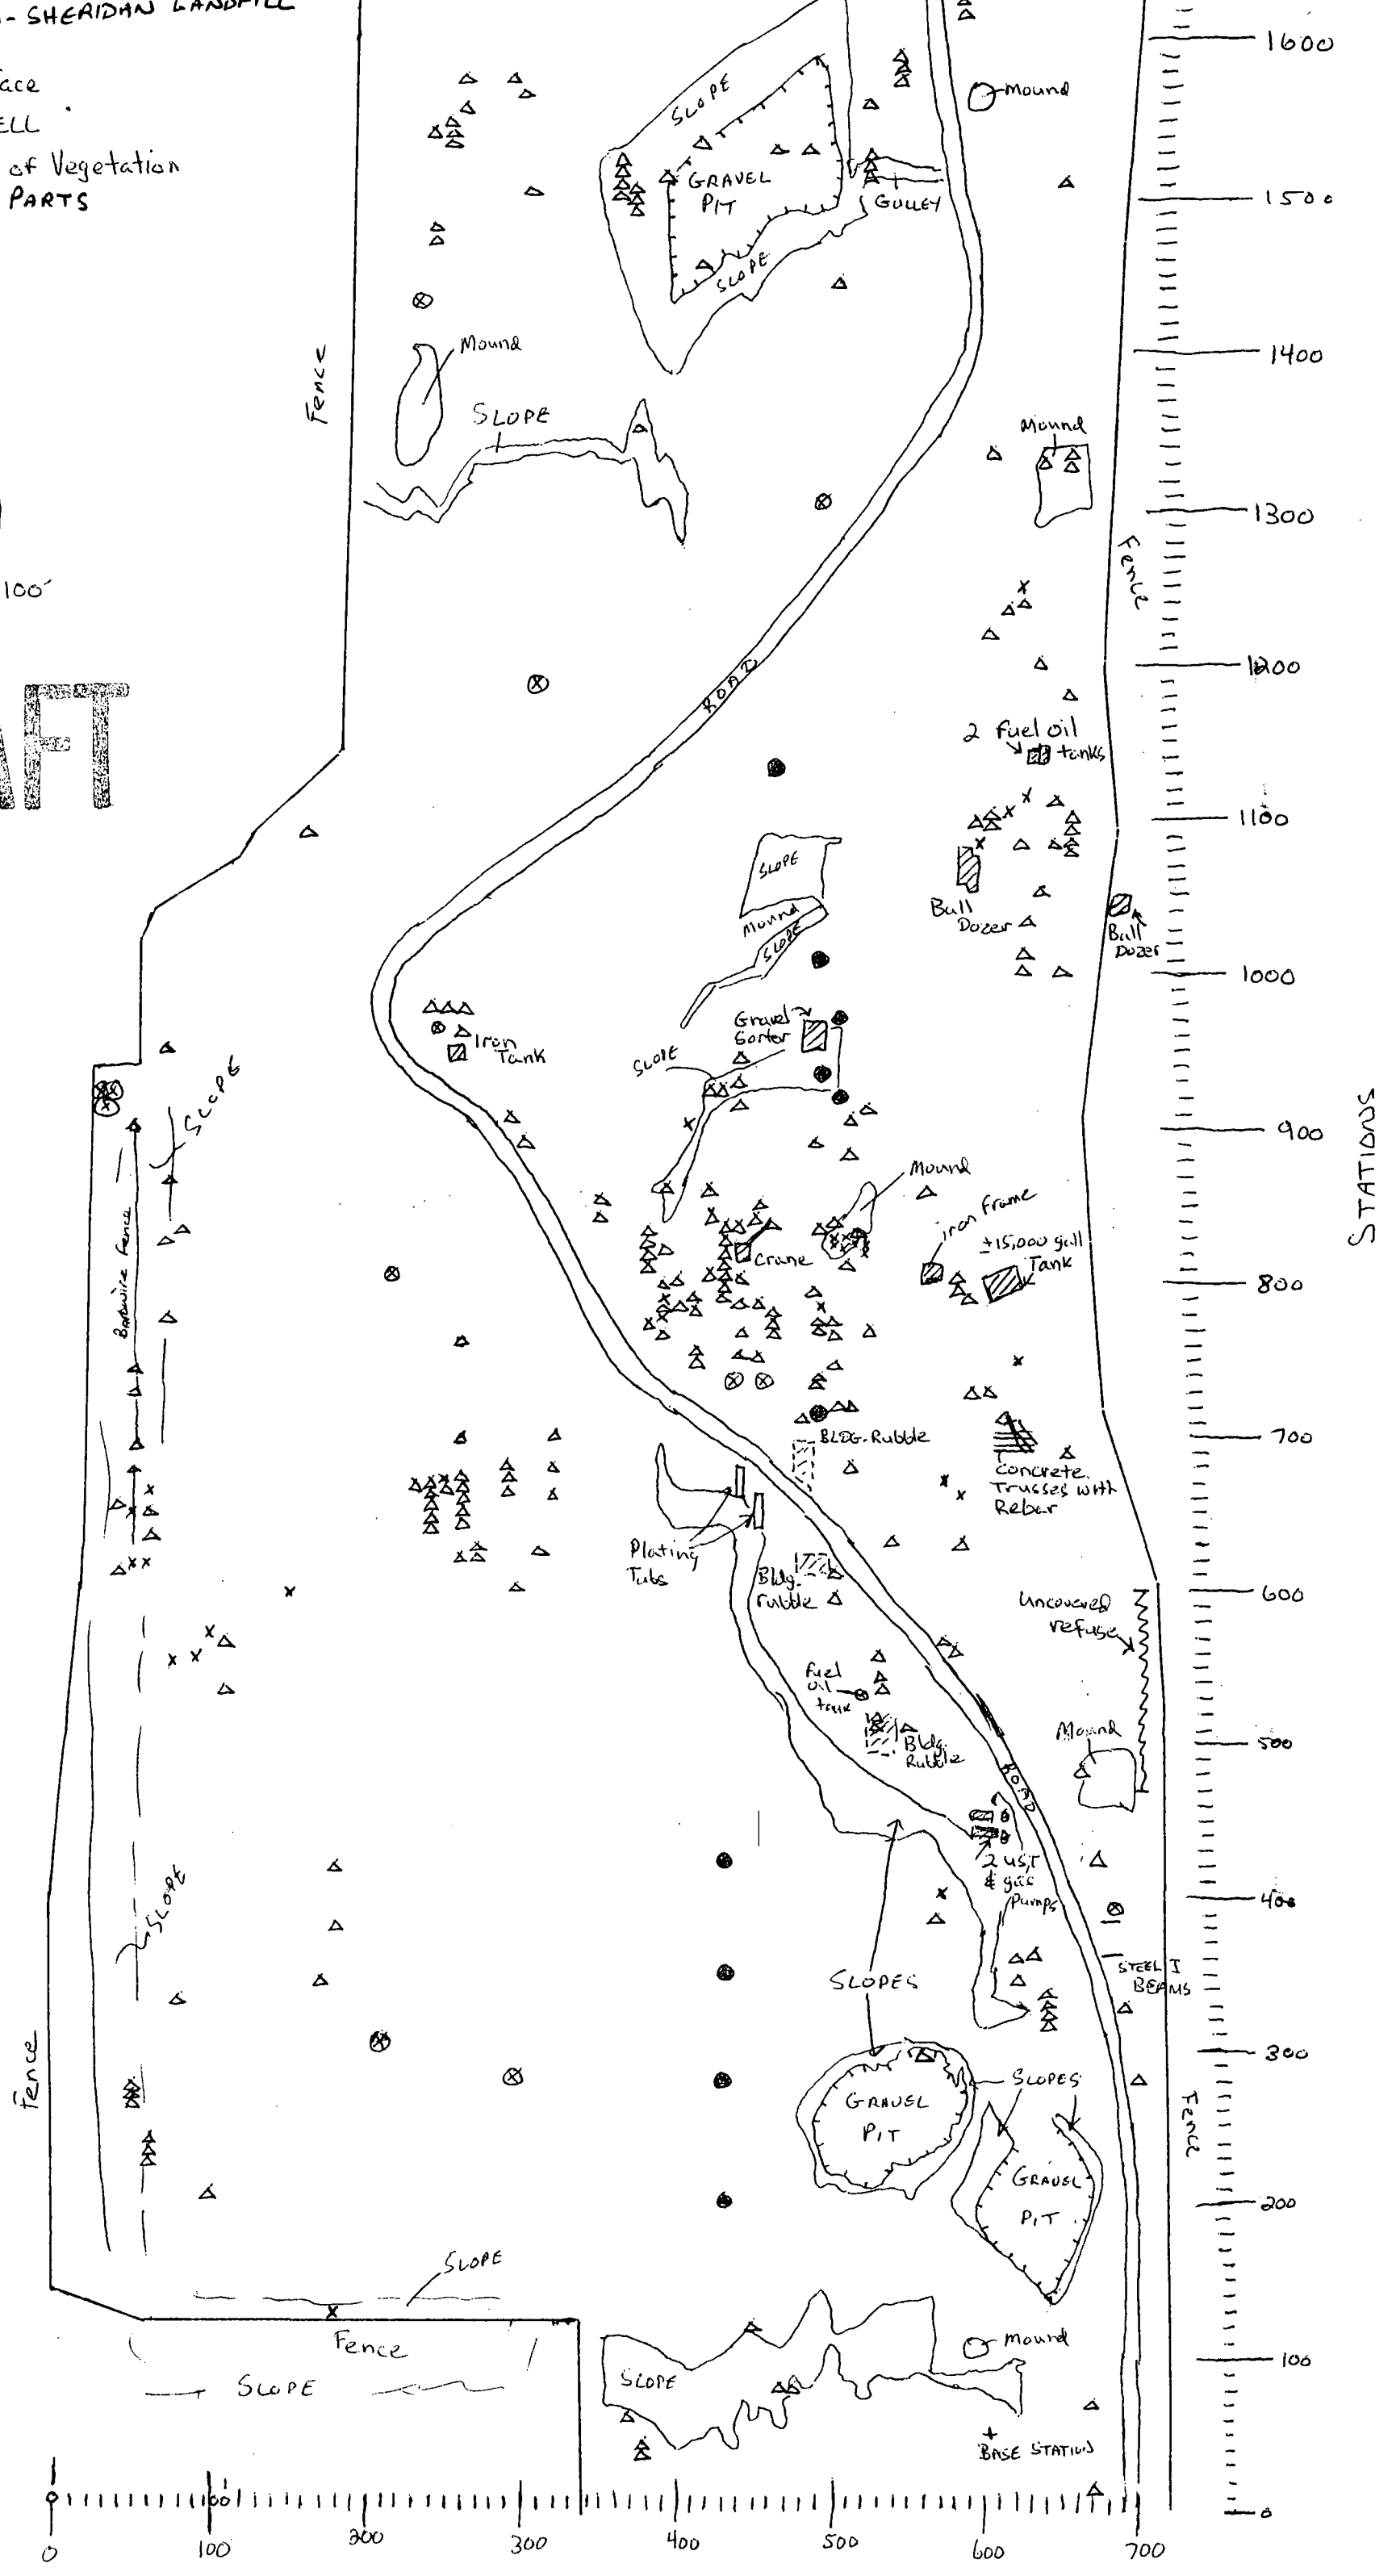 - SHERIDAN LANDFILL
ace
ELL
of Vegetation
PARTS
100'
AFT
1600
SLOPE
Mound
GRAVEL
PIT
GULLEY
1500
SLOPE
Mound
Fence
1400
SLOPE
Mound
1300
Fence
1200
ROAD
2 fuel oil
tanks
1100
SLOPE
Bull
Dozer
Mound
Bull
Dozer
SLOPE
1000
Gravel
Sorter
Iron
Tank
SLOPE
SLOPE
STATIONS
900
Mound
iron frame
±15,000 gall
Tank
Barbwire Fence
Crane
800
BLDG. Rubble
700
Concrete
Trusses with
Rebar
Plating
Tubs
Bldg.
rubble
600
Uncovered
refuse
Fuel
oil
tank
Mound
500
Bldg.
Rubble
ROAD
2 UST
& gas
Pumps
400
SLOPE
STEEL I
BEAMS
SLOPES
Fence
300
GRAVEL
PIT
SLOPES
Fence
GRAVEL
PIT
200
SLOPE
Fence
Mound
100
SLOPE
SLOPE
BASE STATION
0
0
100
200
300
400
500
600
700